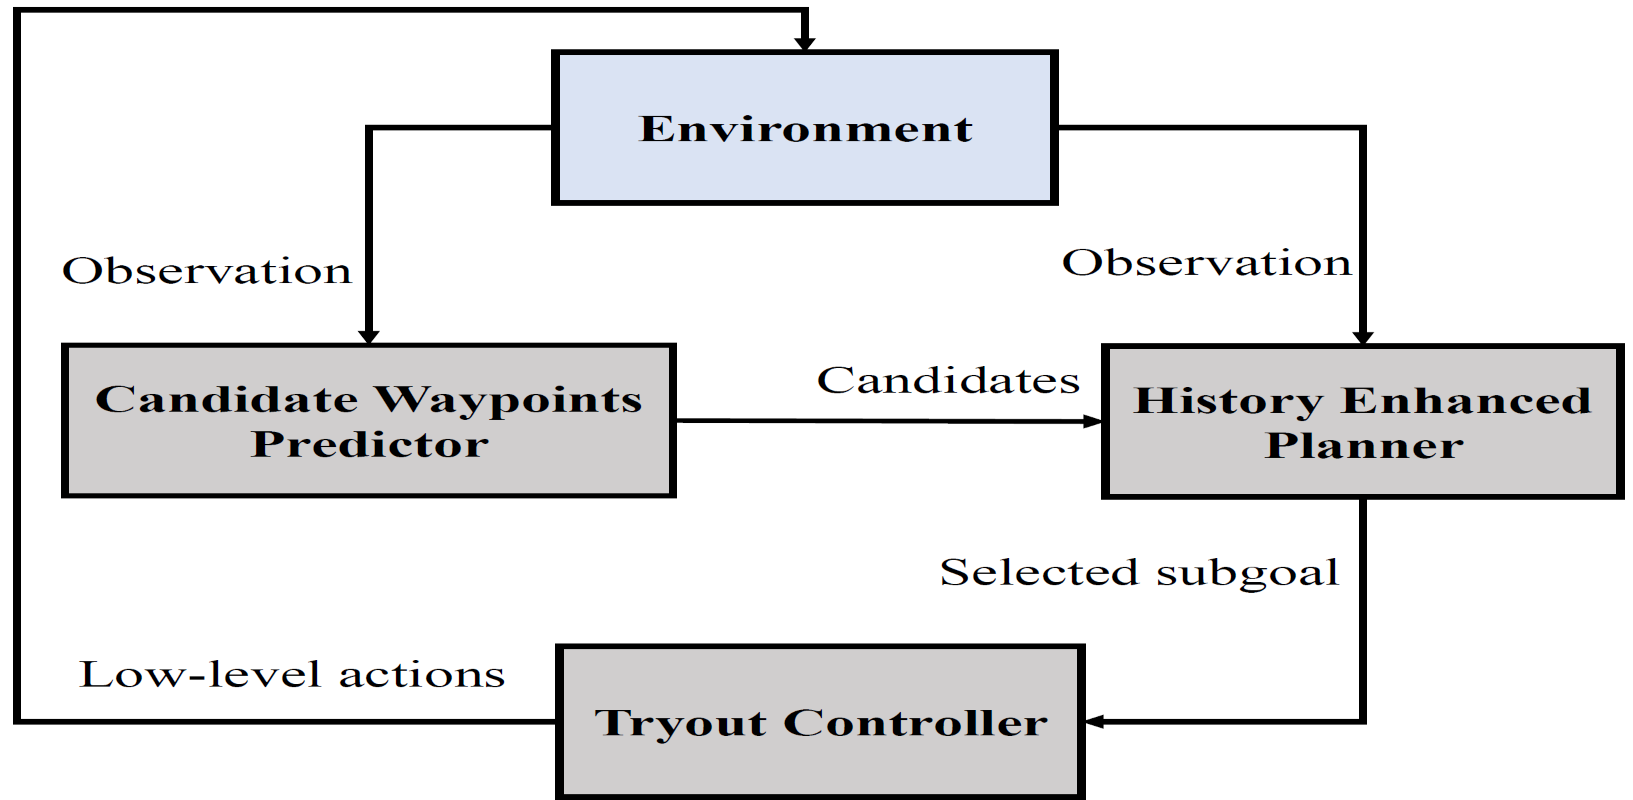 Environment
Observation
Observation
Candidate Waypoints
Predictor
Candidates
History Enhanced
Planner
Selected subgoal
Low-level actions
Tryout Controller